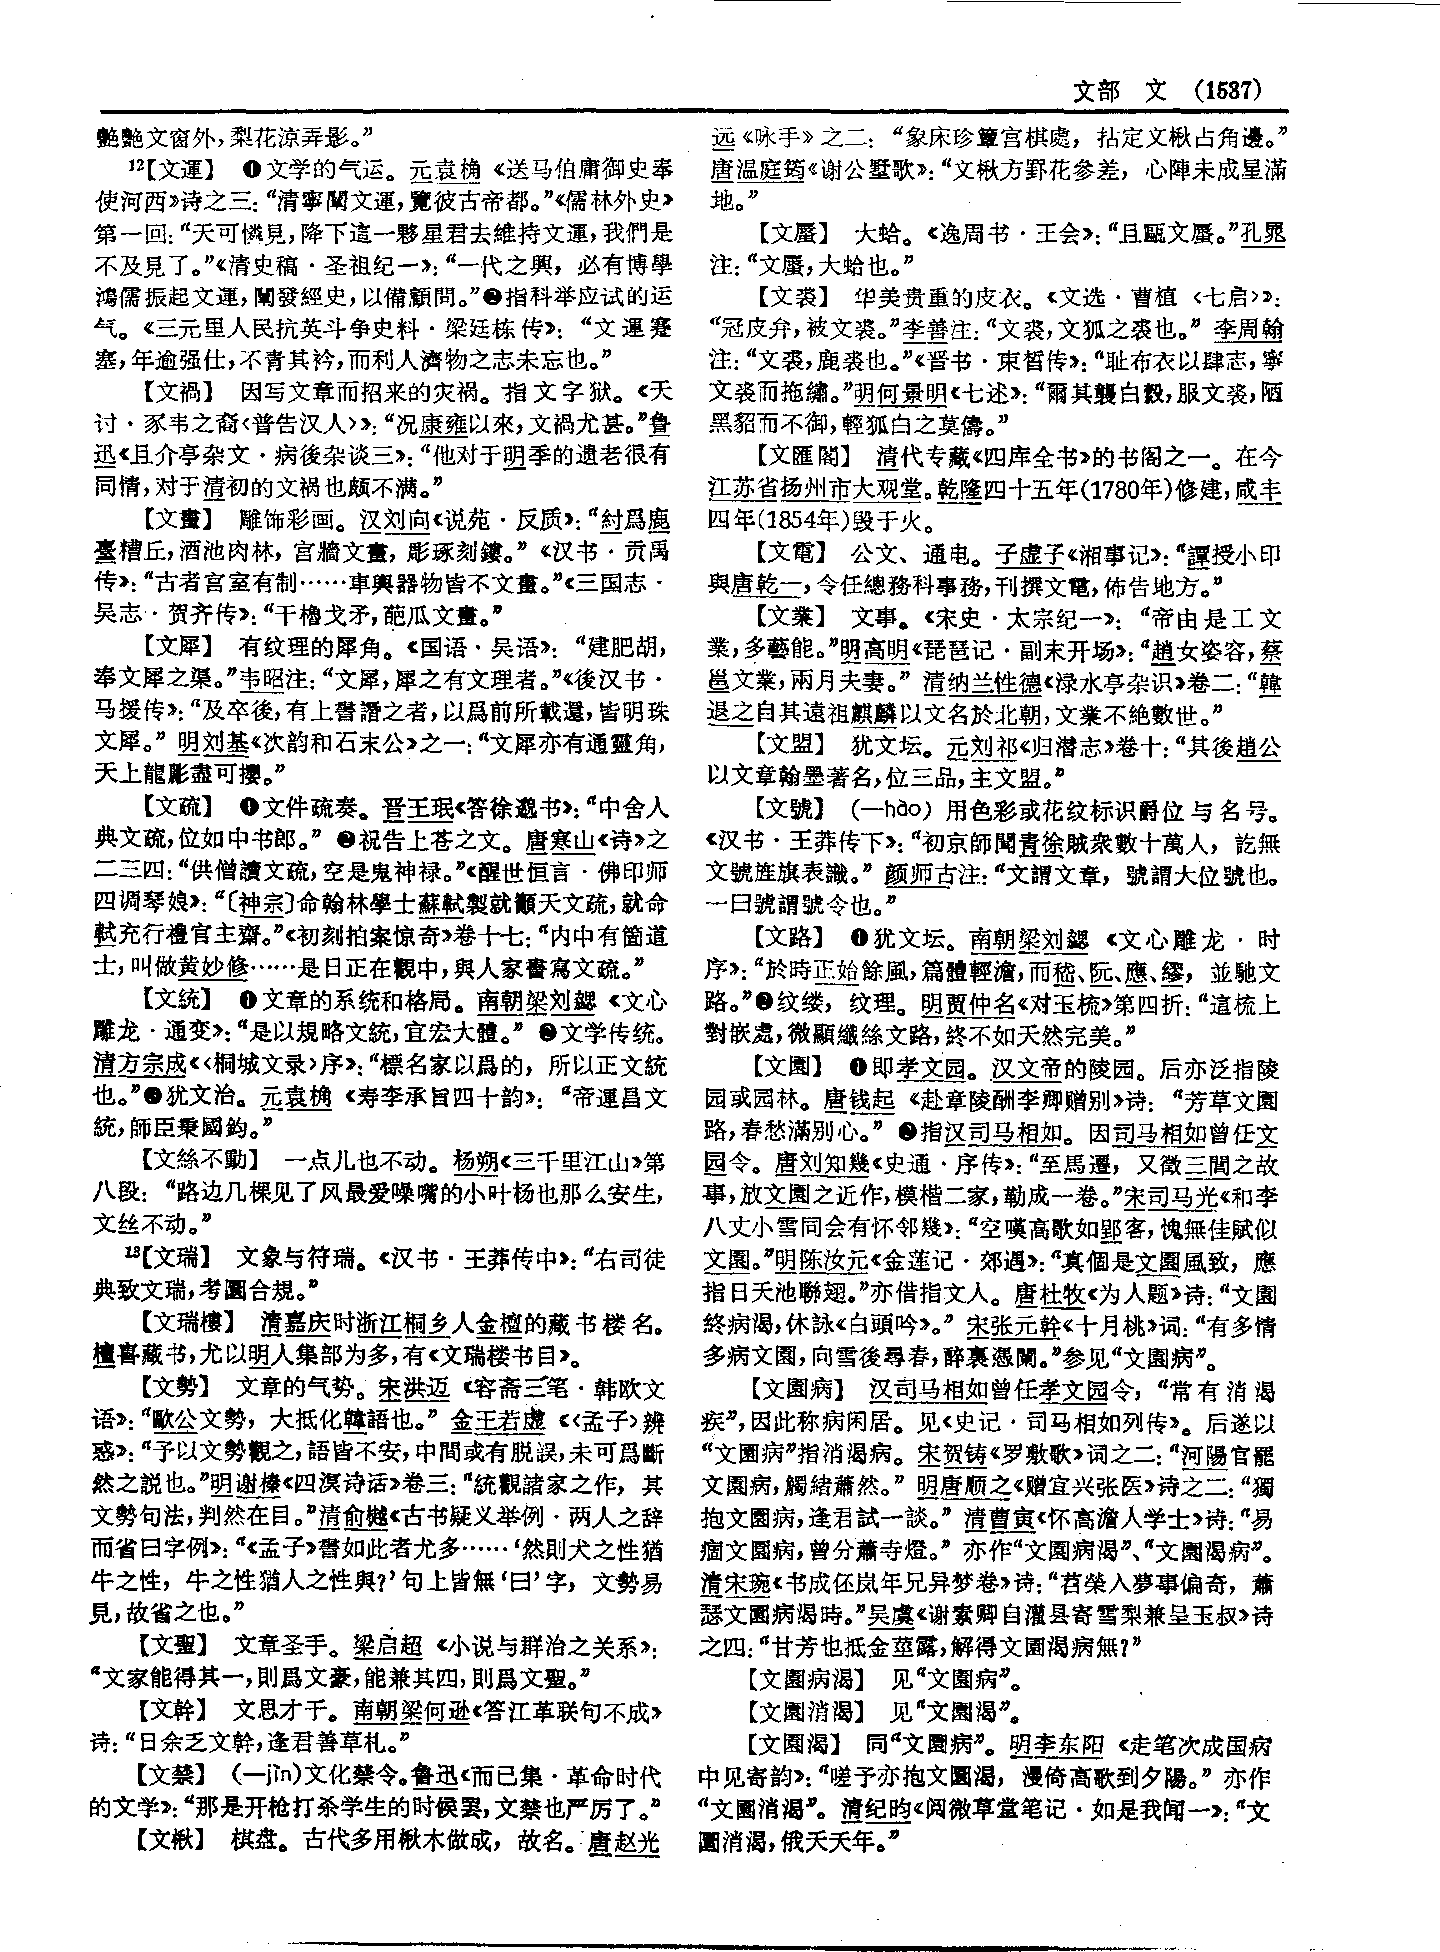 文部 文 (1537)
艷艷文窗外，梨花涼弄影。”
12【文運】 ❶文学的气运。元袁桷《送马伯庸御史奉
使河西》诗之三：“清寧闡文運，覽彼古帝都。”《儒林外史》
第一回：“天可憐見，降下這一夥星君去維持文運，我們是
不及見了。”《清史稿·圣祖纪一》：“一代之興，必有博學
鴻儒振起文運，闡發經史，以備顧問。”❷指科举应试的运
气。《三元里人民抗英斗争史料·梁廷栋传》：“文運蹇
塞，年逾强仕，不青其衿，而利人濟物之志未忘也。”
【文禍】 因写文章而招来的灾祸。指文字狱。《天
讨·豕韦之裔〈普告汉人〉》：“况康雍以來，文禍尤甚。”鲁
迅《且介亭杂文·病後杂谈三》：“他对于明季的遗老很有
同情，对于清初的文祸也颇不满。”
【文畫】 雕饰彩画。汉刘向《说苑·反质》：“紂爲鹿
臺糟丘，酒池肉林，宫牆文畫，彫琢刻鏤。”《汉书·贡禹
传》：“古者宫室有制……車輿器物皆不文畫。”《三国志·
吴志·贺齐传》：“干櫓戈矛，葩瓜文畫。”
【文犀】 有纹理的犀角。《国语·吴语》：“建肥胡，
奉文犀之渠。”韦昭注：“文犀，犀之有文理者。”《後汉书·
马援传》：“及卒後，有上書譖之者，以爲前所載還，皆明珠
文犀。”明刘基《次韵和石末公》之一：“文犀亦有通靈角，
天上龍彫盡可攖。”
【文疏】 ❶文件疏奏。晋王珉《答徐邈书》：“中舍人
典文疏，位如中书郎。”❷祝告上苍之文。唐寒山《诗》之
二三四：“供僧讀文疏，空是鬼神禄。”《醒世恒言·佛印师
四调琴娘》：“〔神宗〕命翰林學士蘇軾製就籲天文疏，就命
軾充行禮官主齋。”《初刻拍案惊奇》卷十七：“内中有箇道
士，叫做黄妙修……是日正在觀中，與人家書寫文疏。”
【文統】 ❶文章的系统和格局。南朝梁刘勰《文心
雕龙·通变》：“是以規略文統，宜宏大體。”❷文学传统。
清方宗成《〈桐城文录〉序》：“標名家以爲的，所以正文統
也。”❸犹文治。元袁桷《寿李承旨四十韵》：“帝運昌文
統，師臣秉國鈞。”
【文絲不動】 一点儿也不动。杨朔《三千里江山》第
八段：“路边几棵见了风最爱噪嘴的小叶杨也那么安生，
文丝不动。”
13【文瑞】 文象与符瑞。《汉书·王莽传中》：“右司徒
典致文瑞，考圜合規。”
【文瑞樓】 清嘉庆时浙江桐乡人金檀的藏书楼名。
檀喜藏书，尤以明人集部为多，有《文瑞楼书目》。
【文勢】 文章的气势。宋洪迈《容斋三笔·韩欧文
语》：“歐公文勢，大抵化韓語也。”金王若虚《〈孟子〉辨
惑》：“予以文勢觀之，語皆不安，中間或有脱誤，未可爲斷
然之説也。”明谢榛《四溟诗话》卷三：“統觀諸家之作，其
文勢句法，判然在目。”清俞樾《古书疑义举例·两人之辞
而省曰字例》：“《孟子》書如此者尤多……‘然則犬之性猶
牛之性，牛之性猶人之性與？’句上皆無‘曰’字，文勢易
見，故省之也。”
【文聖】 文章圣手。梁启超《小说与群治之关系》：
“文家能得其一，則爲文豪，能兼其四，則爲文聖。”
【文幹】 文思才干。南朝梁何逊《答江革联句不成》
诗：“日余乏文幹，逢君善草札。”
【文禁】 （—jìn）文化禁令。鲁迅《而已集·革命时代
的文学》：“那是开枪打杀学生的时候罢，文禁也严厉了。”
【文楸】 棋盘。古代多用楸木做成，故名。唐赵光
远《咏手》之二：“象床珍簟宫棋處，拈定文楸占角邊。”
唐温庭筠《谢公墅歌》：“文楸方罫花參差，心陣未成星滿
地。”
【文蜃】 大蛤。《逸周书·王会》：“且甌文蜃。”孔晁
注：“文蜃，大蛤也。”
【文裘】 华美贵重的皮衣。《文选·曹植〈七启〉》：
“冠皮弁，被文裘。”李善注：“文裘，文狐之裘也。”李周翰
注：“文裘，鹿裘也。”《晋书·束晳传》：“耻布衣以肆志，寧
文裘而拖繡。”明何景明《七述》：“爾其襲白縠，服文裘，陋
黑貂而不御，輕狐白之莫儔。”
【文匯閣】 清代专藏《四库全书》的书阁之一。在今
江苏省扬州市大观堂。乾隆四十五年（1780年）修建，咸丰
四年（1854年）毁于火。
【文電】 公文、通电。子虚子《湘事记》：“譚授小印
與唐乾一，令任總務科事務，刊撰文電，佈告地方。”
【文業】 文事。《宋史·太宗纪一》：“帝由是工文
業，多藝能。”明高明《琵琶记·副末开场》：“趙女姿容，蔡
邕文業，兩月夫妻。”清纳兰性德《渌水亭杂识》卷二：“韓
退之自其遠祖麒麟以文名於北朝，文業不絶數世。”
【文盟】 犹文坛。元刘祁《归潜志》卷十：“其後趙公
以文章翰墨著名，位三品，主文盟。”
【文號】 （—hào）用色彩或花纹标识爵位与名号。
《汉书·王莽传下》：“初京師聞青徐賊衆數十萬人，訖無
文號旌旗表識。”颜师古注：“文謂文章，號謂大位號也。
一曰號謂號令也。”
【文路】 ❶犹文坛。南朝梁刘勰《文心雕龙·时
序》：“於時正始餘風，篇體輕澹，而嵇、阮、應、繆，並馳文
路。”❷纹缕，纹理。明贾仲名《对玉梳》第四折：“這梳上
對嵌處，微顯纖絲文路，終不如天然完美。”
【文園】 ❶即孝文园。汉文帝的陵园。后亦泛指陵
园或园林。唐钱起《赴章陵酬李卿赠别》诗：“芳草文園
路，春愁滿别心。”❷指汉司马相如。因司马相如曾任文
园令。唐刘知幾《史通·序传》：“至馬遷，又徵三閭之故
事，放文園之近作，模楷二家，勒成一卷。”宋司马光《和李
八丈小雪同会有怀邻幾》：“空嘆高歌如郢客，愧無佳賦似
文園。”明陈汝元《金莲记·郊遇》：“真個是文園風致，應
指日天池聯翅。”亦借指文人。唐杜牧《为人题》诗：“文園
終病渴，休詠《白頭吟》。”宋张元幹《十月桃》词：“有多情
多病文園，向雪後尋春，醉裏憑闌。”参见“文園病”。
【文園病】 汉司马相如曾任孝文园令，“常有消渴
疾”，因此称病闲居。见《史记·司马相如列传》。后遂以
“文園病”指消渴病。宋贺铸《罗敷歌》词之二：“河陽官罷
文園病，觸緒蕭然。”明唐顺之《赠宜兴张医》诗之二：“獨
抱文園病，逢君試一談。”清曹寅《怀高澹人学士》诗：“易
痼文園病，曾分蕭寺燈。”亦作“文園病渴”、“文園渴病”。
清宋琬《书成伾岚年兄异梦卷》诗：“苕榮入夢事偏奇，蕭
瑟文園病渴時。”吴虞《谢素卿自灌县寄雪梨兼呈玉叔》诗
之四：“甘芳也抵金莖露，解得文園渴病無？”
【文園病渴】 见“文園病”。
【文園消渴】 见“文園渴”。
【文園渴】 同“文園病”。明李东阳《走笔次成国病
中见寄韵》：“嗟予亦抱文園渴，漫倚高歌到夕陽。”亦作
“文園消渴”。清纪昀《阅微草堂笔记·如是我闻一》：“文
園消渴，俄夭天年。”